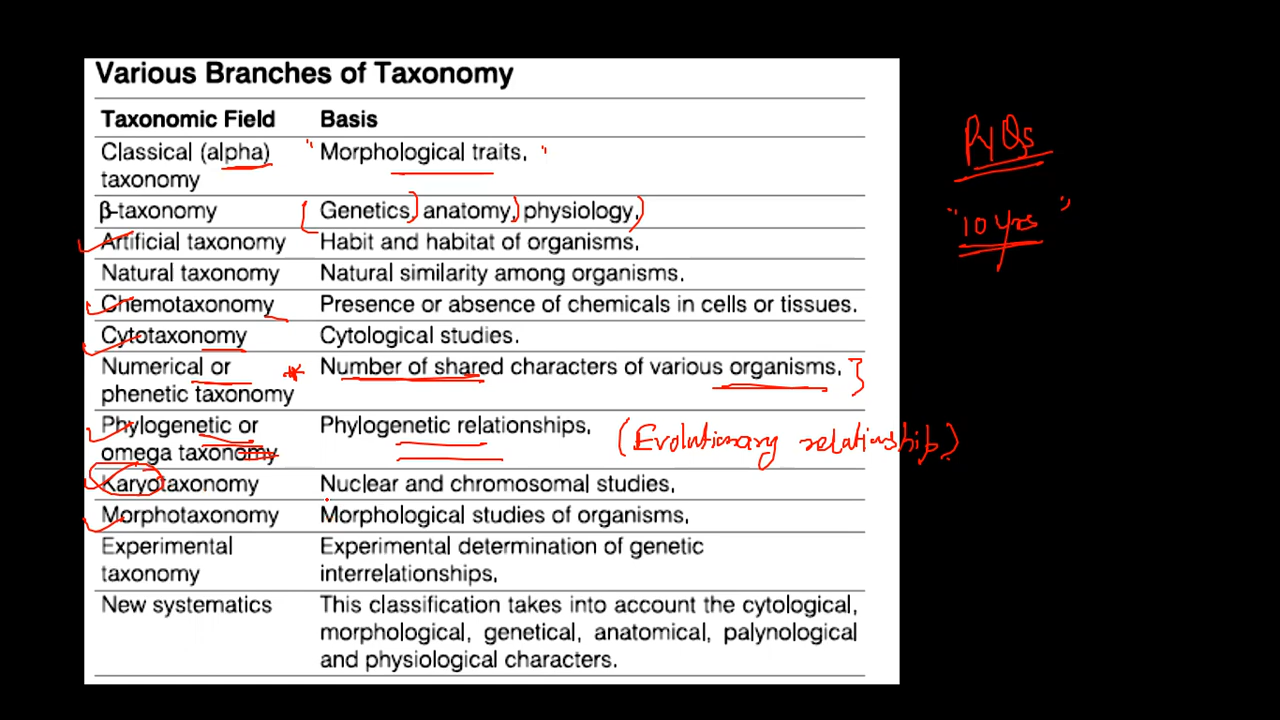 Various Branches of Taxonomy
Taxonomic Field Basis
Classical (alpha) " Morphological traits. "
taxonomy
β-taxonomy Genetics, anatomy, physiology,
Artificial taxonomy Habit and habitat of organisms.
Natural taxonomy Natural similarity among organisms.
Chemotaxonomy Presence or absence of chemicals in cells or tissues.
Cytotaxonomy Cytological studies.
Numerical or * Number of shared characters of various organisms.
phenetic taxonomy
Phylogenetic or Phylogenetic relationships. (Evolutionary relationship)
omega taxonomy
Karyotaxonomy Nuclear and chromosomal studies.
Morphotaxonomy Morphological studies of organisms.
Experimental Experimental determination of genetic
taxonomy interrelationships.
New systematics This classification takes into account the cytological,
morphological, genetical, anatomical, palynological
and physiological characters.
PyQs
"10 yrs"